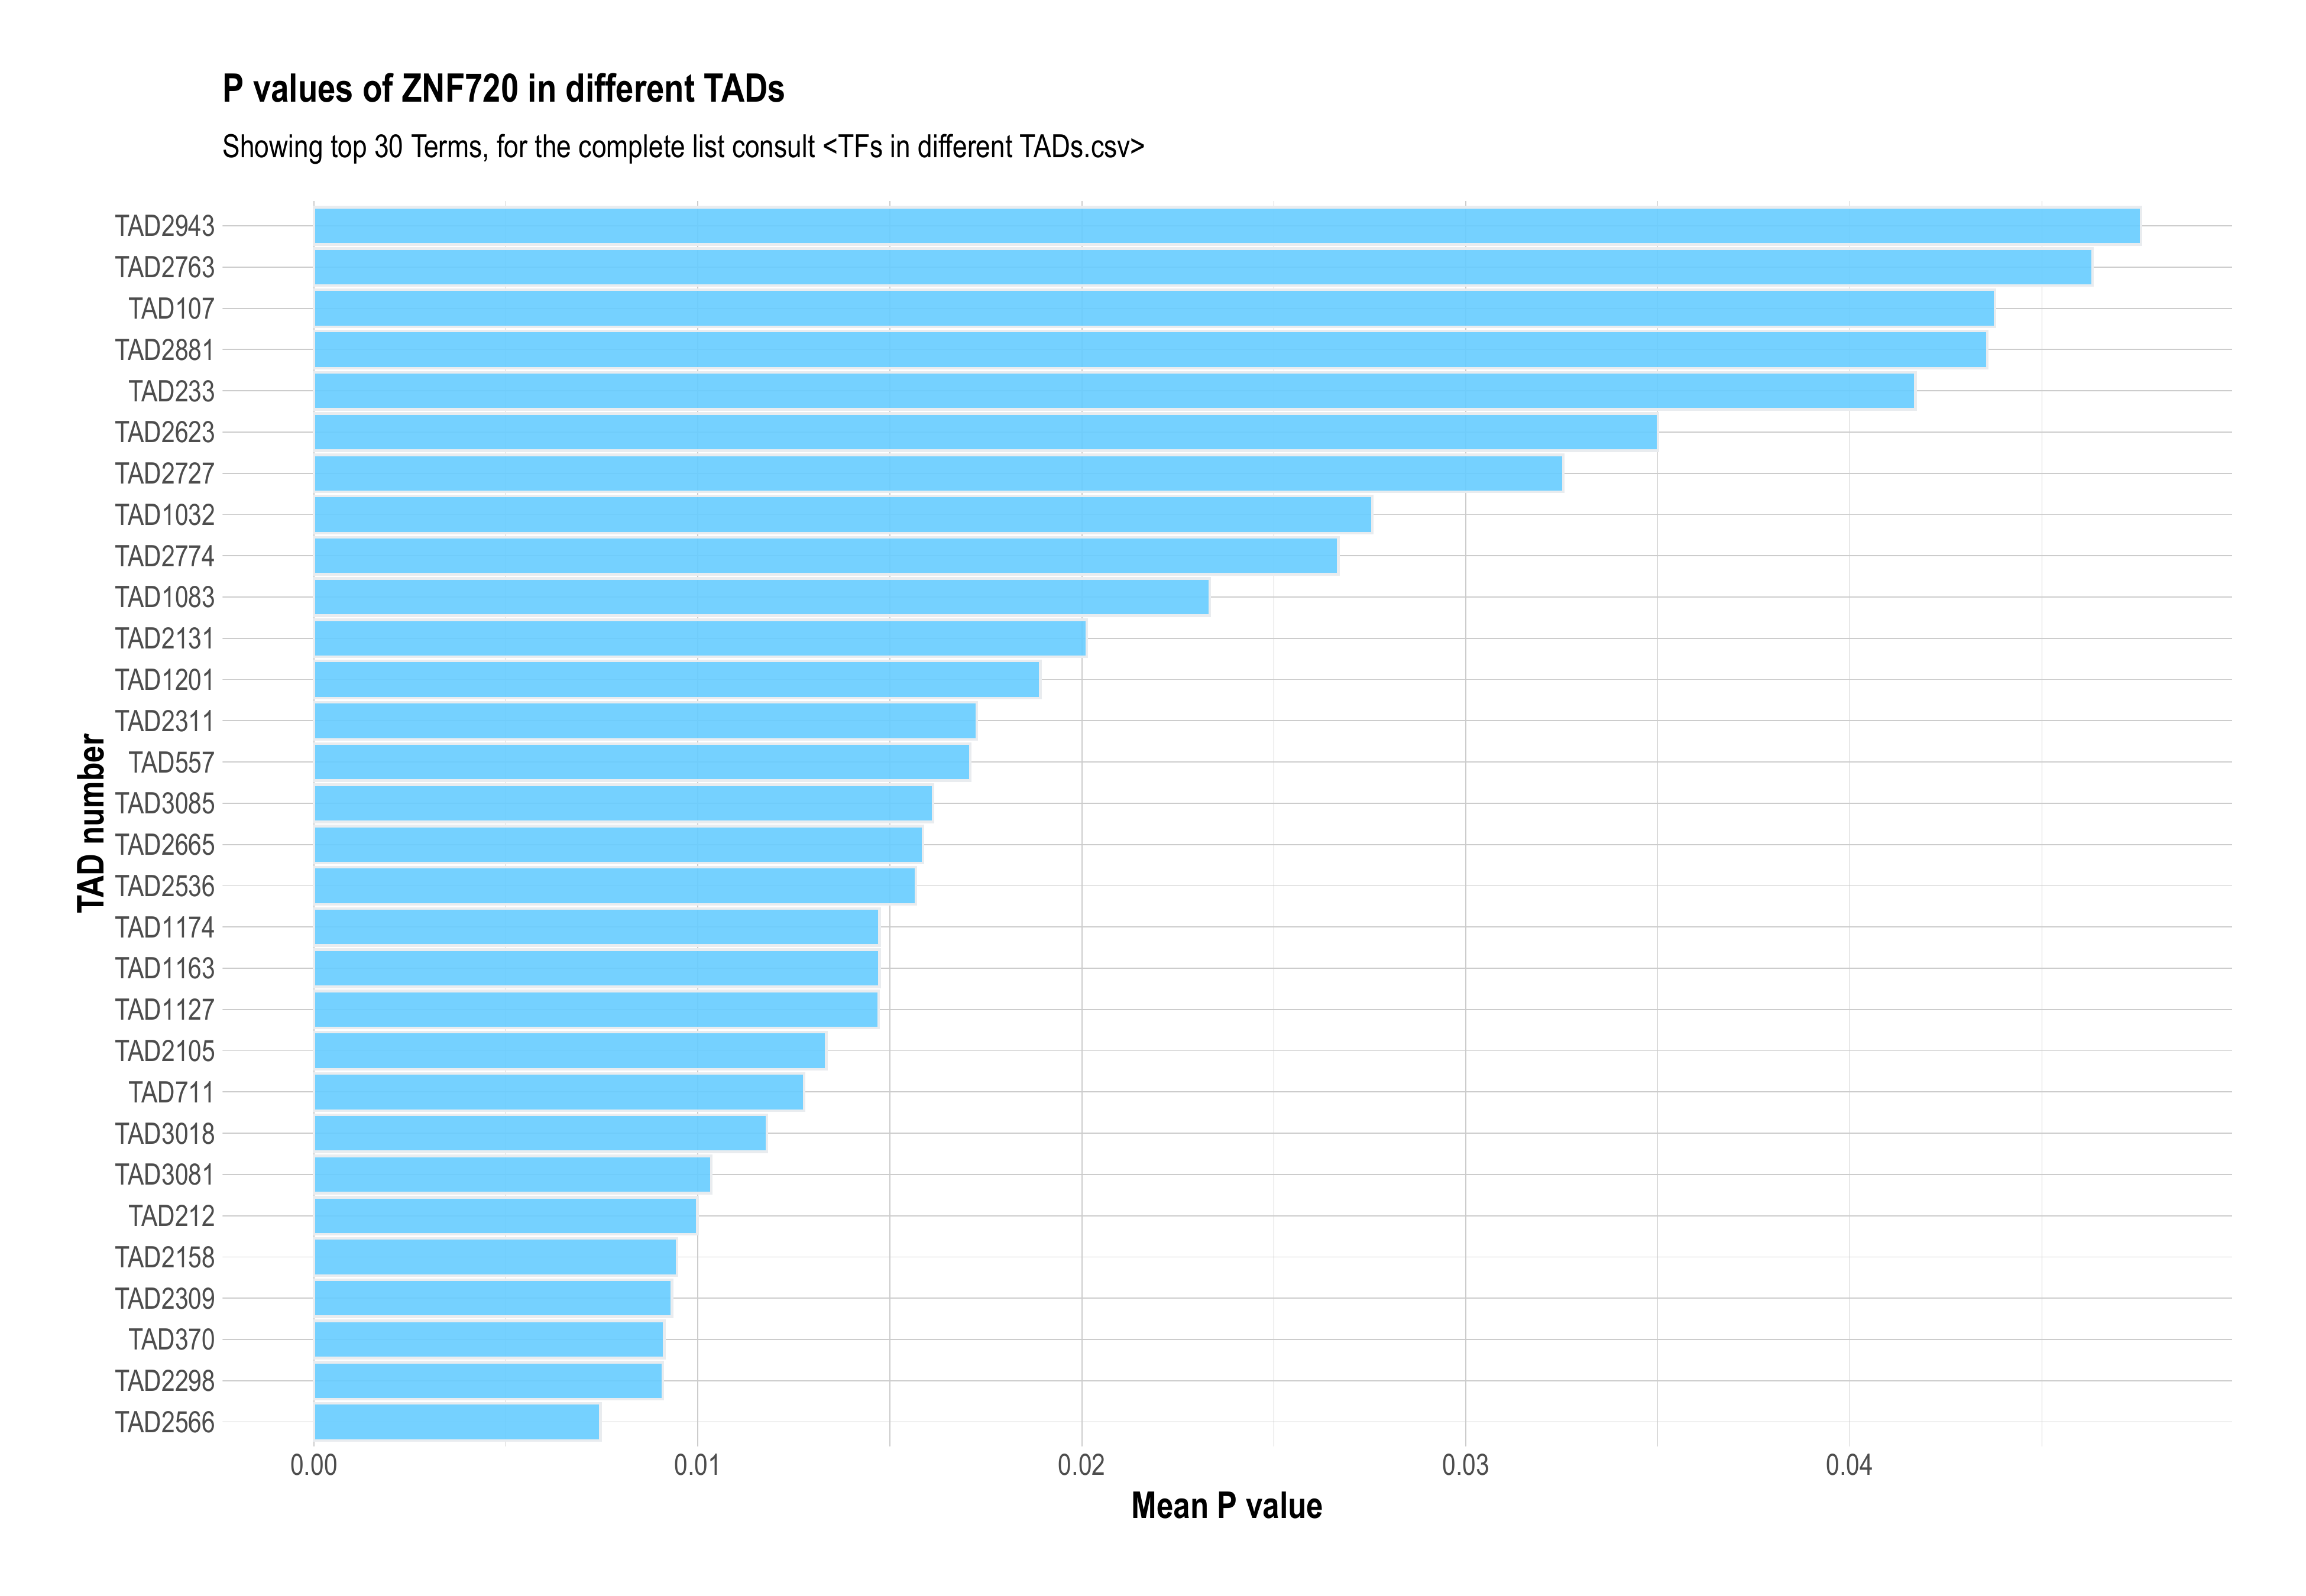 P values of ZNF720 in different TADs
Showing top 30 Terms, for the complete list consult <TFs in different TADs.csv>
TAD number
TAD2943
TAD2763
TAD107
TAD2881
TAD233
TAD2623
TAD2727
TAD1032
TAD2774
TAD1083
TAD2131
TAD1201
TAD2311
TAD557
TAD3085
TAD2665
TAD2536
TAD1174
TAD1163
TAD1127
TAD2105
TAD711
TAD3018
TAD3081
TAD212
TAD2158
TAD2309
TAD370
TAD2298
TAD2566
0.00 0.01 0.02 0.03 0.04
Mean P value